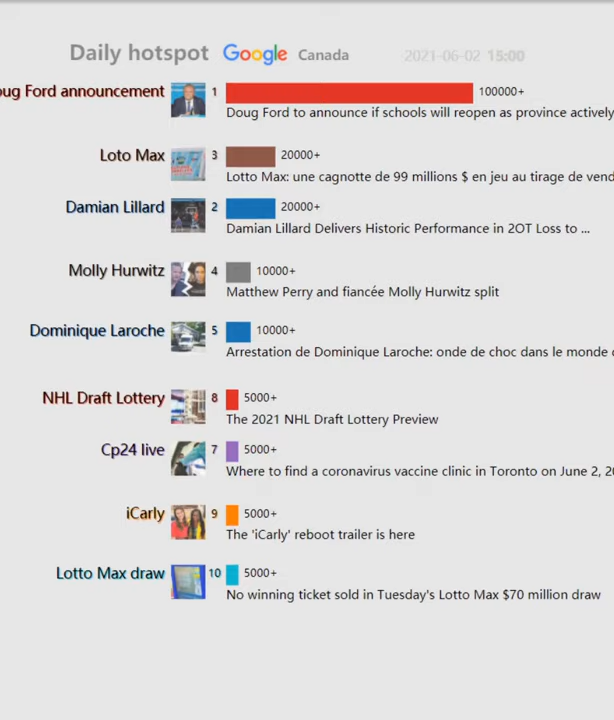 Daily hotspot Google Canada 2021-06-02 15:00
oug Ford announcement 1 100000+
Doug Ford to announce if schools will reopen as province actively
Loto Max 3 20000+
Lotto Max: une cagnotte de 99 millions $ en jeu au tirage de vend
Damian Lillard 2 20000+
Damian Lillard Delivers Historic Performance in 2OT Loss to ...
Molly Hurwitz 4 10000+
Matthew Perry and fiancée Molly Hurwitz split
Dominique Laroche 5 10000+
Arrestation de Dominique Laroche: onde de choc dans le monde
NHL Draft Lottery 8 5000+
The 2021 NHL Draft Lottery Preview
Cp24 live 7 5000+
Where to find a coronavirus vaccine clinic in Toronto on June 2, 20
iCarly 9 5000+
The 'iCarly' reboot trailer is here
Lotto Max draw 10 5000+
No winning ticket sold in Tuesday's Lotto Max $70 million draw